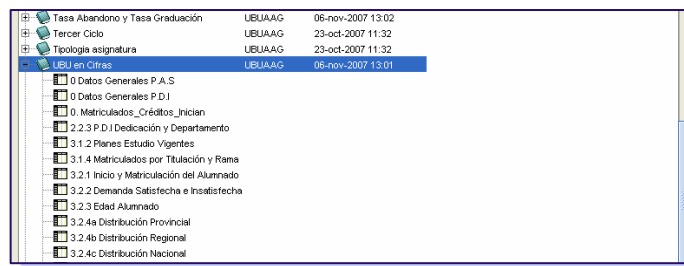 Tasa Abandono y Tasa Graduación UBUAAG 06-nov-2007 13:02
Tercer Ciclo UBUAAG 23-oct-2007 11:32
Tipologia asignatura UBUAAG 23-oct-2007 11:32
UBU en Cifras UBUAAG 06-nov-2007 13:01
0 Datos Generales P.A.S
0 Datos Generales P.D.I
0. Matriculados_Créditos_Inician
2.2.3 P.D.I Dedicación y Departamento
3.1.2 Planes Estudio Vigentes
3.1.4 Matriculados por Titulación y Rama
3.2.1 Inicio y Matriculación del Alumnado
3.2.2 Demanda Satisfecha e Insatisfecha
3.2.3 Edad Alumnado
3.2.4a Distribución Provincial
3.2.4b Distribución Regional
3.2.4c Distribución Nacional